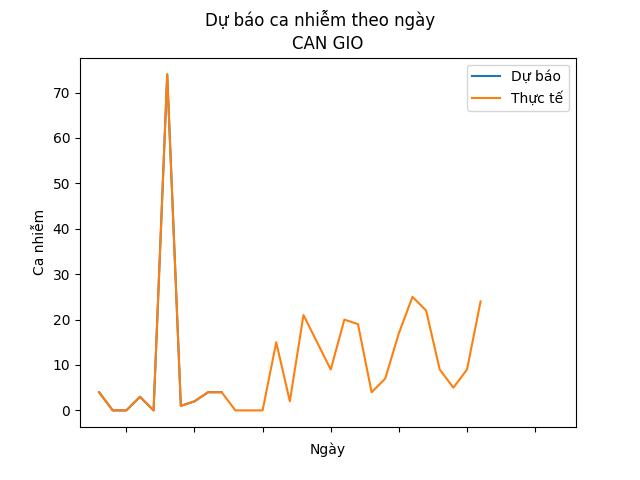 Dự báo ca nhiễm theo ngày
CAN GIO
Dự báo
Thực tế
70
60
50
40
30
20
10
0
Ca nhiễm
Ngày